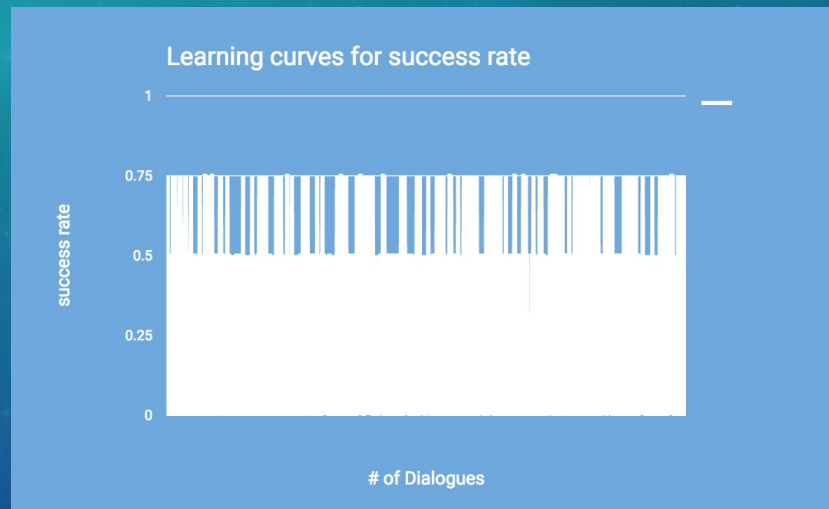 Learning curves for success rate
1
0.75
0.5
0.25
0
success rate
# of Dialogues